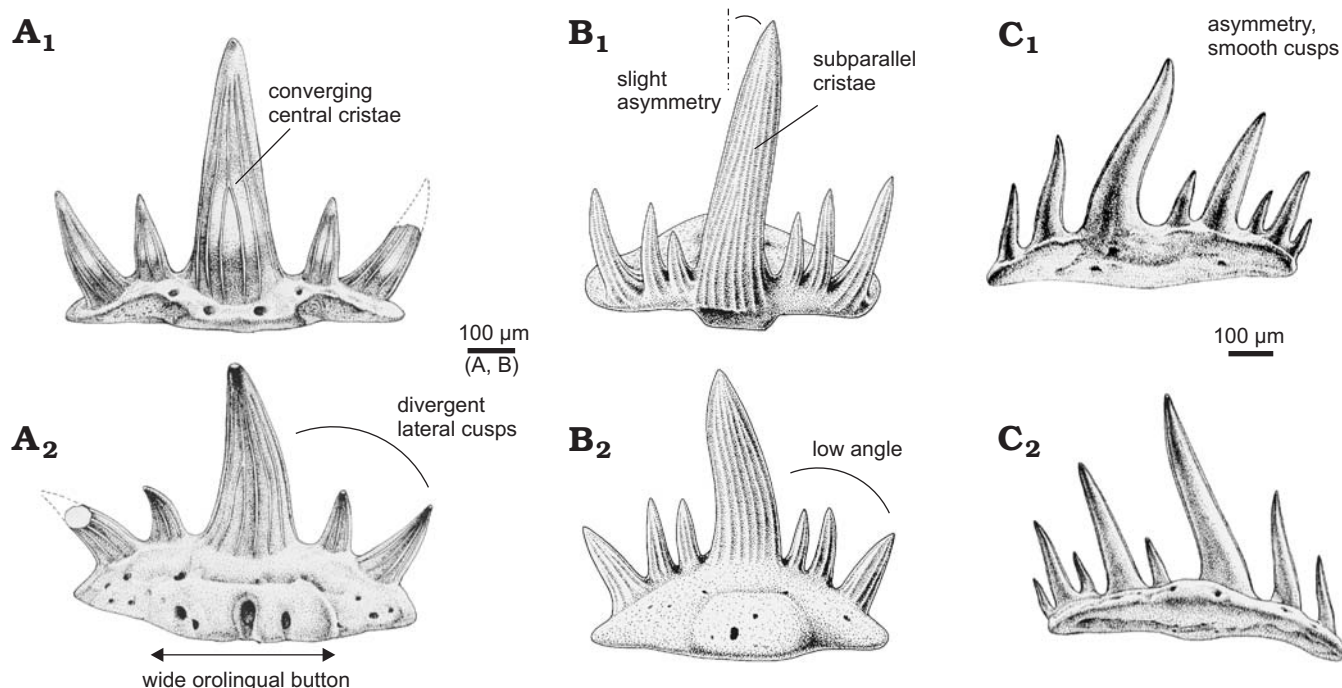 A1
converging
central cristae
B1
slight
asymmetry
subparallel
cristae
C1
asymmetry,
smooth cusps
100 µm
(A, B)
100 µm
A2
divergent
lateral cusps
wide orolingual button
B2
low angle
C2